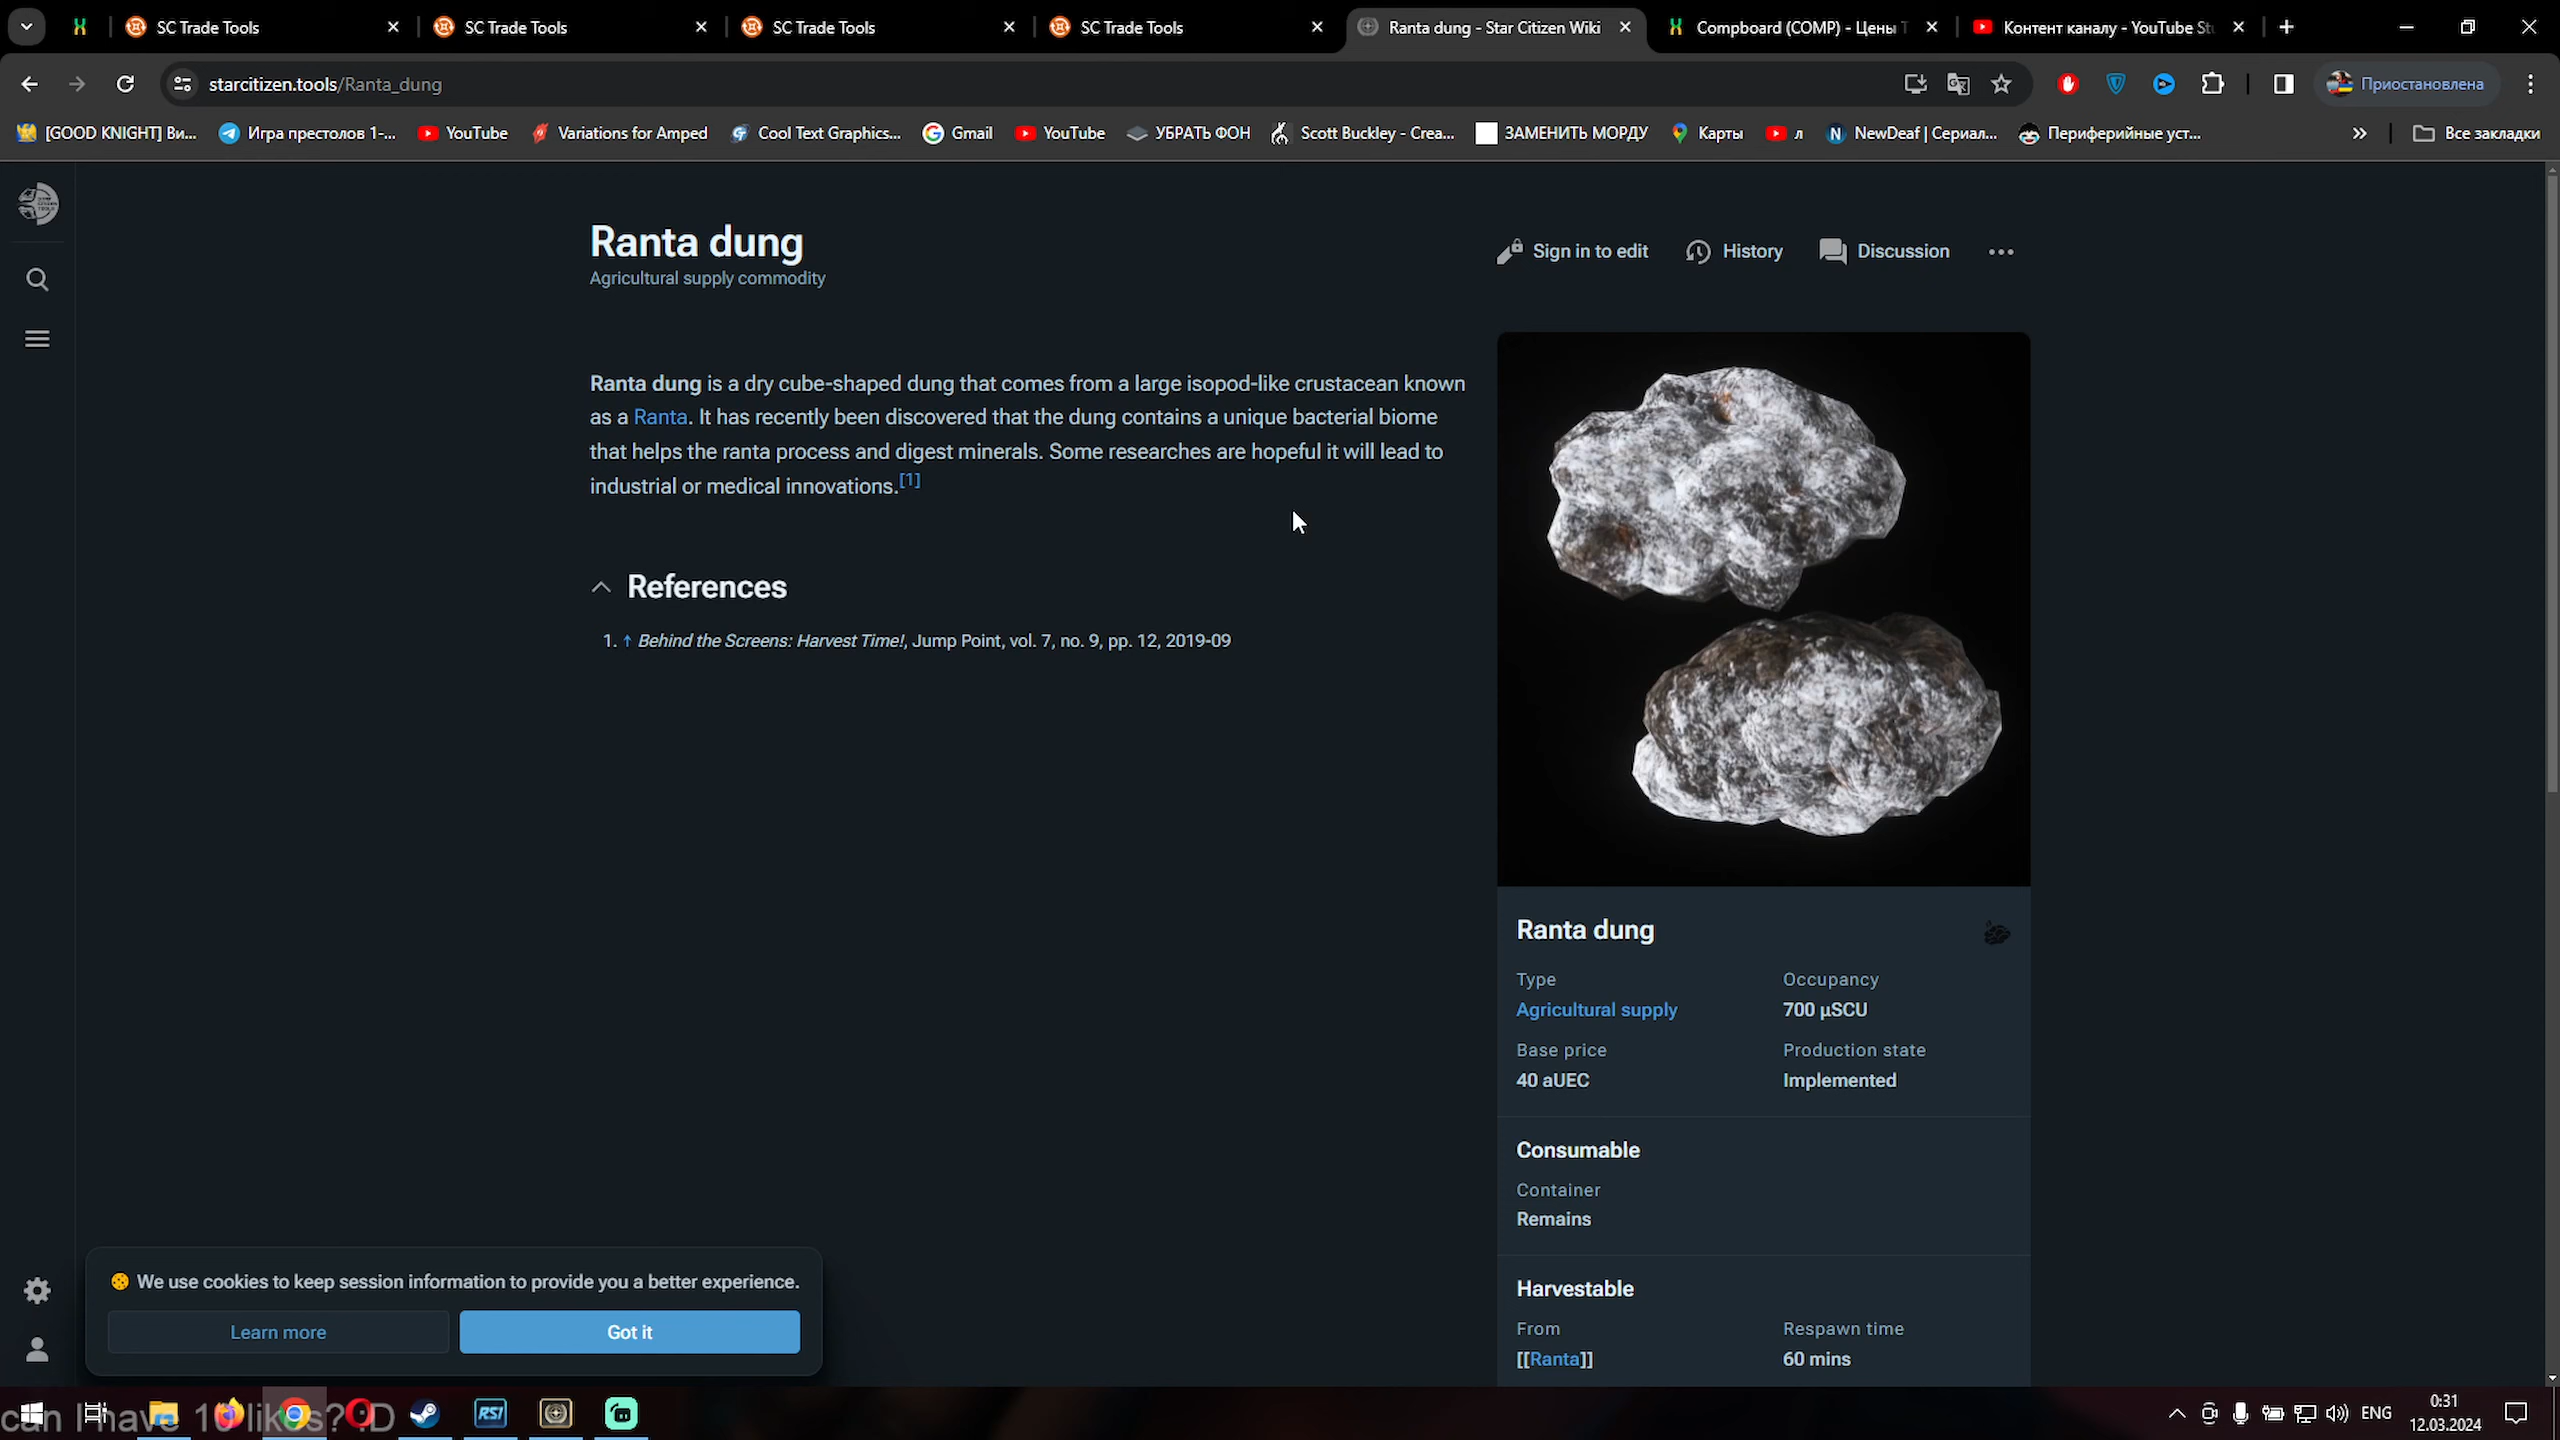 SC Trade Tools
SC Trade Tools
SC Trade Tools
SC Trade Tools
Ranta dung - Star Citizen Wiki
Compboard (COMP) - Цены Т
Контент каналу - YouTube St
starcitizen.tools/Ranta_dung
Приостановлена
[GOOD KNIGHT] Ви...
Игра престолов 1-...
YouTube
Variations for Amped
Cool Text Graphics...
Gmail
YouTube
УБРАТЬ ФОН
Scott Buckley - Crea...
ЗАМЕНИТЬ МОРДУ
Карты
л
NewDeaf | Сериал...
Периферийные уст...
»
Все закладки
Ranta dung
Agricultural supply commodity
Sign in to edit
History
Discussion
Ranta dung is a dry cube-shaped dung that comes from a large isopod-like crustacean known
as a Ranta. It has recently been discovered that the dung contains a unique bacterial biome
that helps the ranta process and digest minerals. Some researches are hopeful it will lead to
industrial or medical innovations.[1]
References
1. ↑ Behind the Screens: Harvest Time!, Jump Point, vol. 7, no. 9, pp. 12, 2019-09
Ranta dung
Type
Occupancy
Agricultural supply
700 μSCU
Base price
Production state
40 aUEC
Implemented
Consumable
Container
Remains
Harvestable
From
Respawn time
[[Ranta]]
60 mins
We use cookies to keep session information to provide you a better experience.
Learn more
Got it
can I have 10 likes? :D
RSI
ENG
0:31
12.03.2024